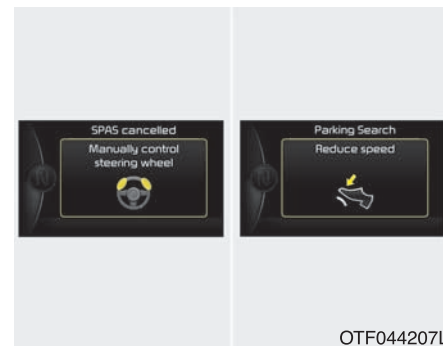 SPAS cancelled
Manually control
steering wheel
Parking Search
Reduce speed
OTF044207L